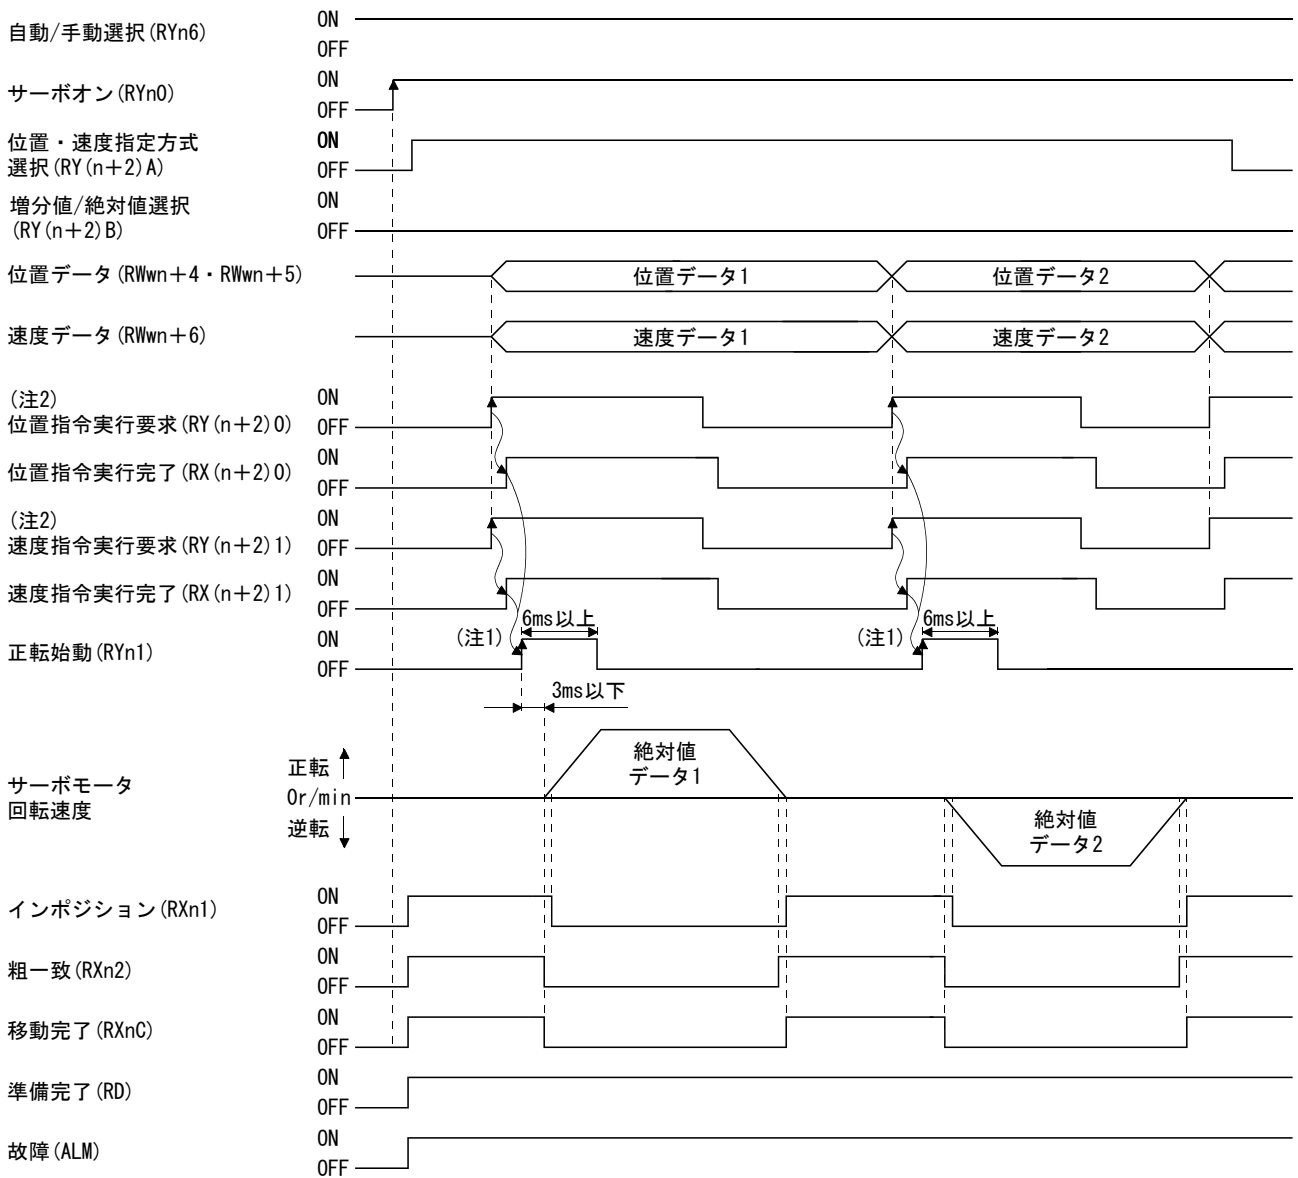 自動/手動選択(RYn6)
ON
OFF
サーボオン(RYn0)
ON
OFF
位置・速度指定方式
選択(RY(n+2)A)
ON
OFF
増分値/絶対値選択
(RY(n+2)B)
ON
OFF
位置データ(RWwn+4・RWwn+5)
位置データ1
位置データ2
速度データ(RWwn+6)
速度データ1
速度データ2
(注2)
位置指令実行要求(RY(n+2)0)
ON
OFF
位置指令実行完了(RX(n+2)0)
ON
OFF
(注2)
速度指令実行要求(RY(n+2)1)
ON
OFF
速度指令実行完了(RX(n+2)1)
ON
OFF
正転始動(RYn1)
ON
OFF
(注1)
6ms以上
(注1)
6ms以上
3ms以下
サーボモータ
回転速度
正転
0r/min
逆転
絶対値
データ1
絶対値
データ2
インポジション(RXn1)
ON
OFF
粗一致(RXn2)
ON
OFF
移動完了(RXnC)
ON
OFF
準備完了(RD)
ON
OFF
故障(ALM)
ON
OFF